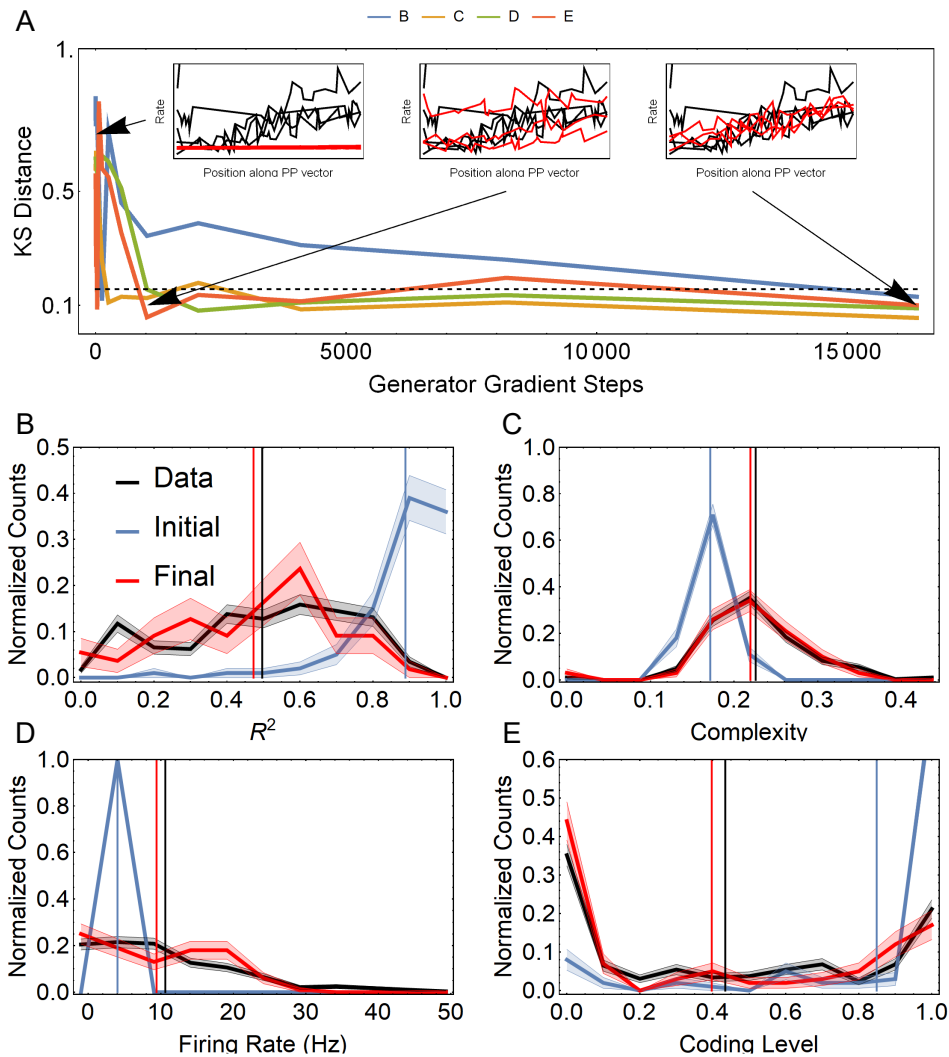 A
B C D E
1.
0.5
0.1
KS Distance
Rate
Position along PP vector
Rate
Position along PP vector
Rate
Position along PP vector
0 5000 10 000 15 000
Generator Gradient Steps
B
0.5
0.4
0.3
0.2
0.1
0.0
Normalized Counts
Data
Initial
Final
0.0 0.2 0.4 0.6 0.8 1.0
R²
C
1.0
0.8
0.6
0.4
0.2
0.0
Normalized Counts
0.0 0.1 0.2 0.3 0.4
Complexity
D
1.0
0.8
0.6
0.4
0.2
0.0
Normalized Counts
0 10 20 30 40 50
Firing Rate (Hz)
E
0.6
0.5
0.4
0.3
0.2
0.1
0.0
Normalized Counts
0.0 0.2 0.4 0.6 0.8 1.0
Coding Level